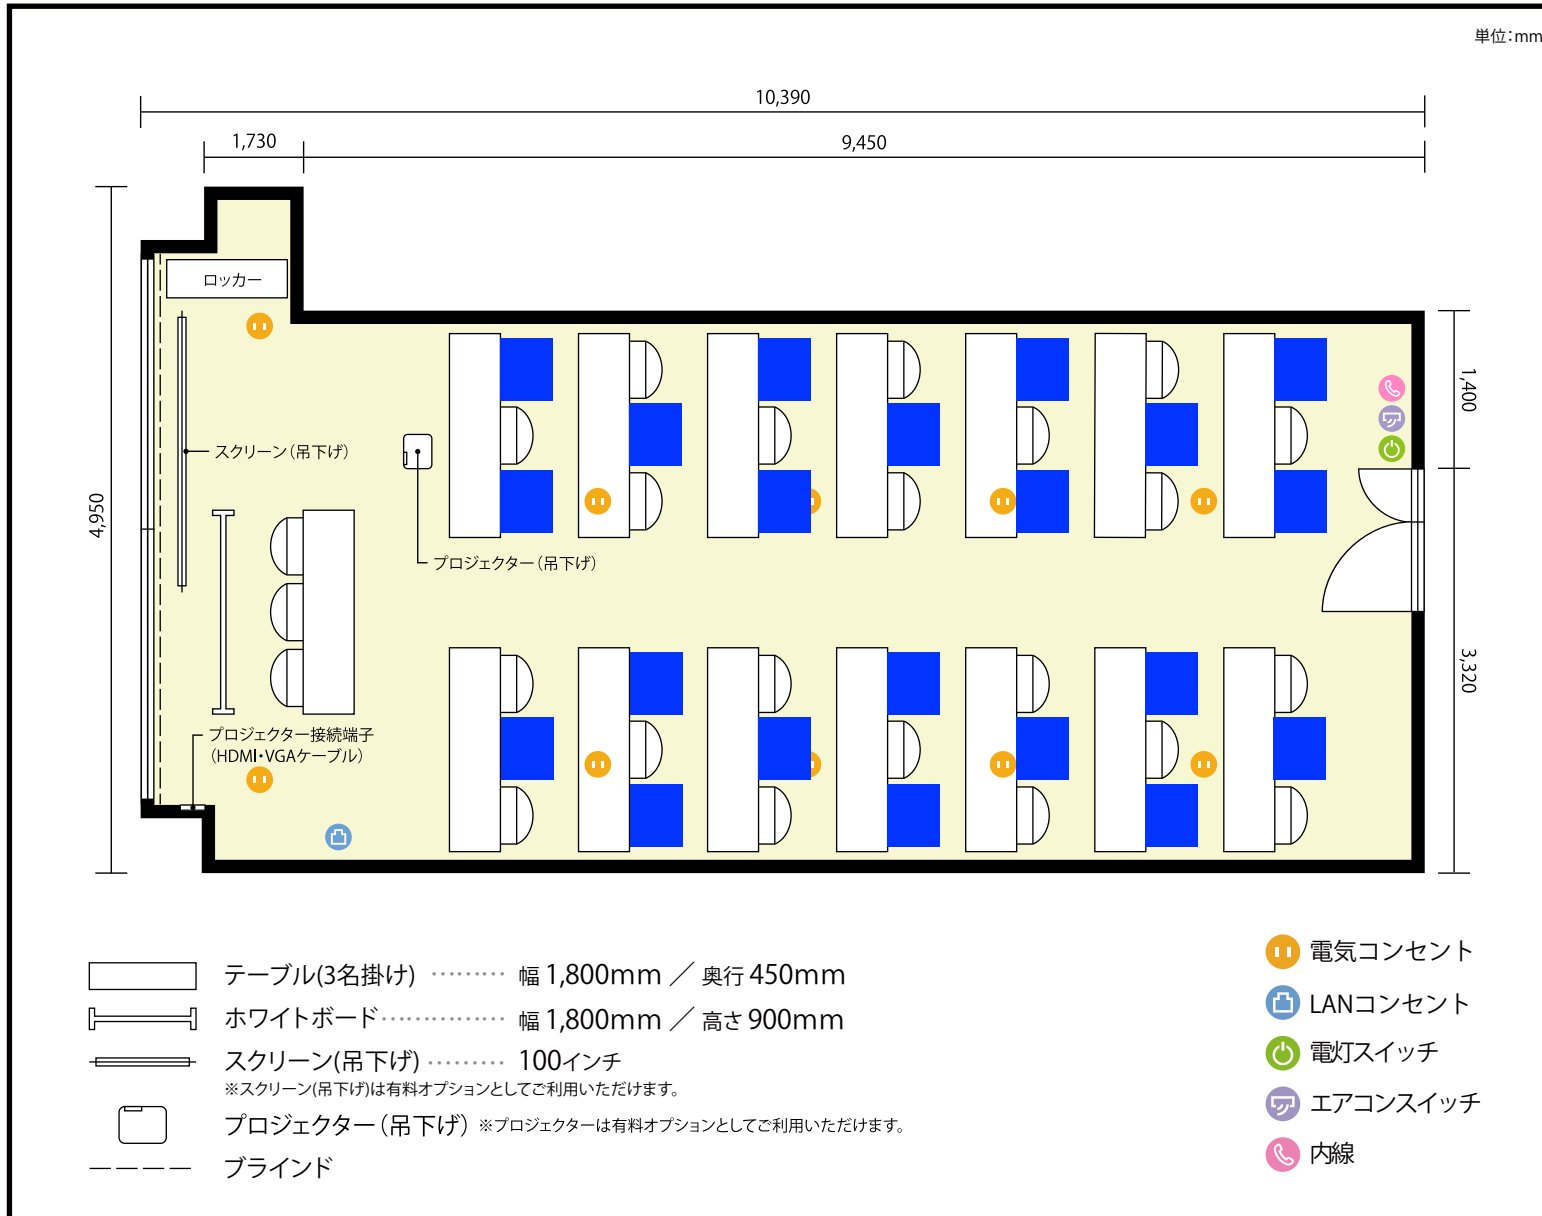 単位：mm
10,390
1,730
9,450
4,950
ロッカー
スクリーン（吊下げ）
プロジェクター（吊下げ）
1,400
3,320
プロジェクター接続端子
（HDMI・VGAケーブル）
テーブル(3名掛け) ········· 幅 1,800mm ／ 奥行 450mm
ホワイトボード ·············· 幅 1,800mm ／ 高さ 900mm
スクリーン(吊下げ) ········· 100インチ
※スクリーン(吊下げ)は有料オプションとしてご利用いただけます。
プロジェクター（吊下げ） ※プロジェクターは有料オプションとしてご利用いただけます。
ブラインド
電気コンセント
LANコンセント
電灯スイッチ
エアコンスイッチ
内線